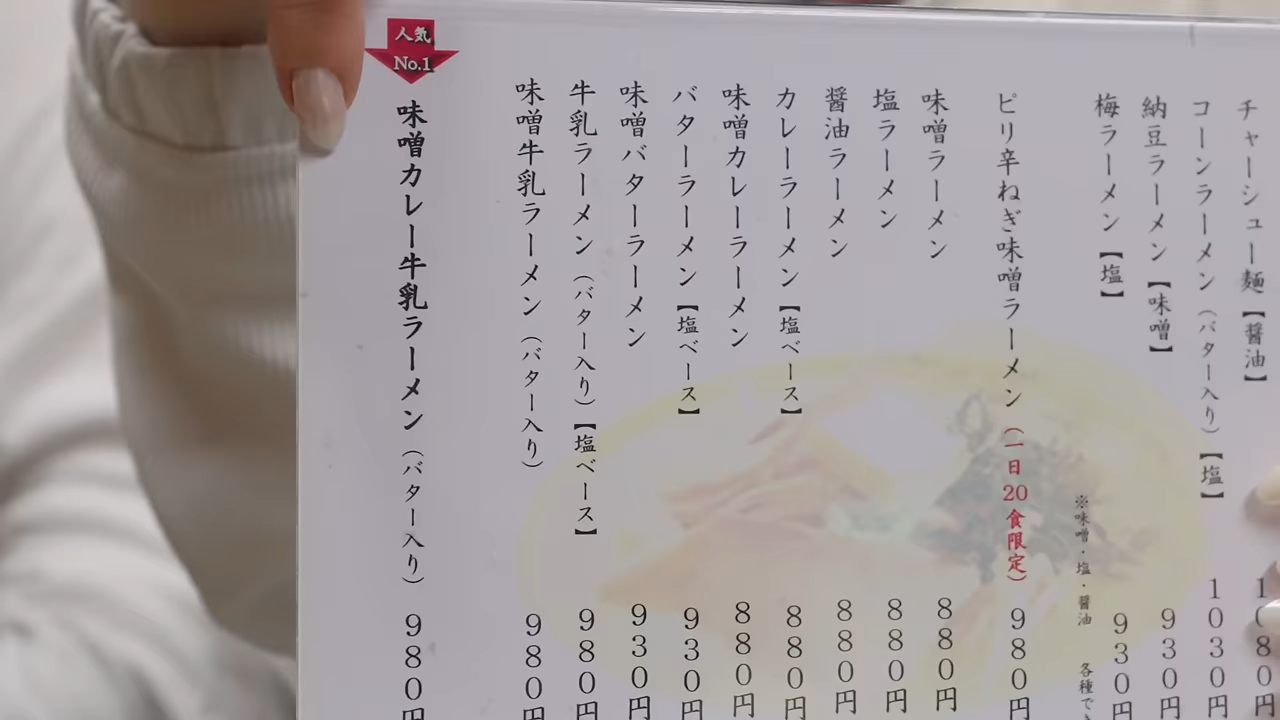 チャーシュー麺【醤油】
コーンラーメン（バター入り）【塩】 1030円
納豆ラーメン【味噌】 930円
梅ラーメン【塩】 930円
※味噌・塩・醤油 各種でき
ピリ辛ねぎ味噌ラーメン（一日20食限定） 980円
味噌ラーメン 880円
塩ラーメン 880円
醤油ラーメン 880円
カレーラーメン【塩ベース】 880円
味噌カレーラーメン 880円
バターラーメン【塩ベース】 930円
味噌バターラーメン 930円
牛乳ラーメン（バター入り）【塩ベース】 980円
味噌牛乳ラーメン（バター入り） 980円
人気
No.1
味噌カレー牛乳ラーメン（バター入り） 980円